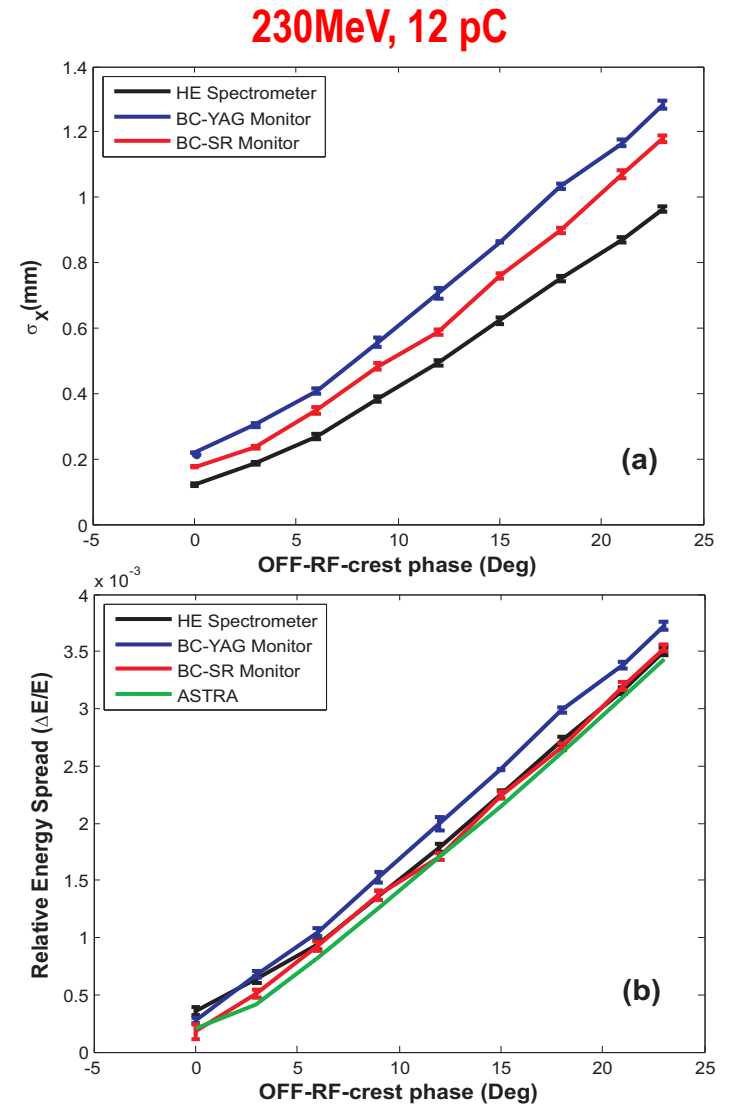 230MeV, 12 pC
1.4
1.2
1
0.8
0.6
0.4
0.2
0
σX(mm)
HE Spectrometer
BC-YAG Monitor
BC-SR Monitor
(a)
-5 0 5 10 15 20 25
OFF-RF-crest phase (Deg)
x 10-3
4
3.5
3
2.5
2
1.5
1
0.5
0
Relative Energy Spread (ΔE/E)
HE Spectrometer
BC-YAG Monitor
BC-SR Monitor
ASTRA
(b)
-5 0 5 10 15 20 25
OFF-RF-crest phase (Deg)